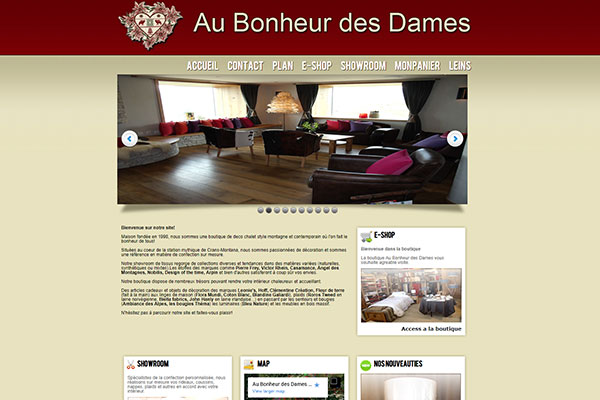 Au Bonheur des Dames
ACCUEIL CONTACT PLAN E-SHOP SHOWROOM MONPANIER LEINS
Bienvenue sur notre site!
Maison fondée en 1990, nous sommes une boutique de deco chalet style montagne et contemporain où l'on fait le
bonheur de tous!
Situées au coeur de la station mythique de Crans-Montana, nous sommes passionnées de décoration et sommes
une référence en matière de confection sur mesure.
Notre showroom de tissus regorge de collections diverses et tendances dans des matières variées (naturelles,
synthétiques ou mixtes).Les étoffes des marques comme Pierre Frey, Vicky Rhein, Casamance, Angel des
Montagnes, Nobilis, Design of the time, Arpin et bien d'autres satisferont à coup sûr vos envies.
Notre boutique dispose de nombreux trésors pouvant rendre votre intérieur chaleureux et accueillant.
Des articles cadeaux et objets de décoration des marques Leonie's, Hoff, Clémentine Création, Fleur de terre
(fait à la main) aux linges de maison (Flora Mundi, Coton Blanc, Blandine Gallardi), plaids (Røros Tweed en
laine norvégienne, Biella fabrics, John Hanly en laine irlandaise ) en passant par les senteurs et bougies
(Ambiance des Alpes, les bougies Théma) les luminaires (Bleu Nature) et les meubles en bois massif.
N'hésitez pas à parcourir notre site et faites-vous plaisir!
E-SHOP
Bienvenue dans la boutique
La boutique Au Bonheur des Dames vous
souhaite agréable visite.
Access a la boutique
SHOWROOM
Spécialistes de la confection personnalisée, nous
réalisons sur mesure vos rideaux, coussins,
nappes, plaids et autres en accord avec votre
intérieur.
MAP
Au Bonheur des Dames ...
View larger map
NOS NOUVEAUTIES